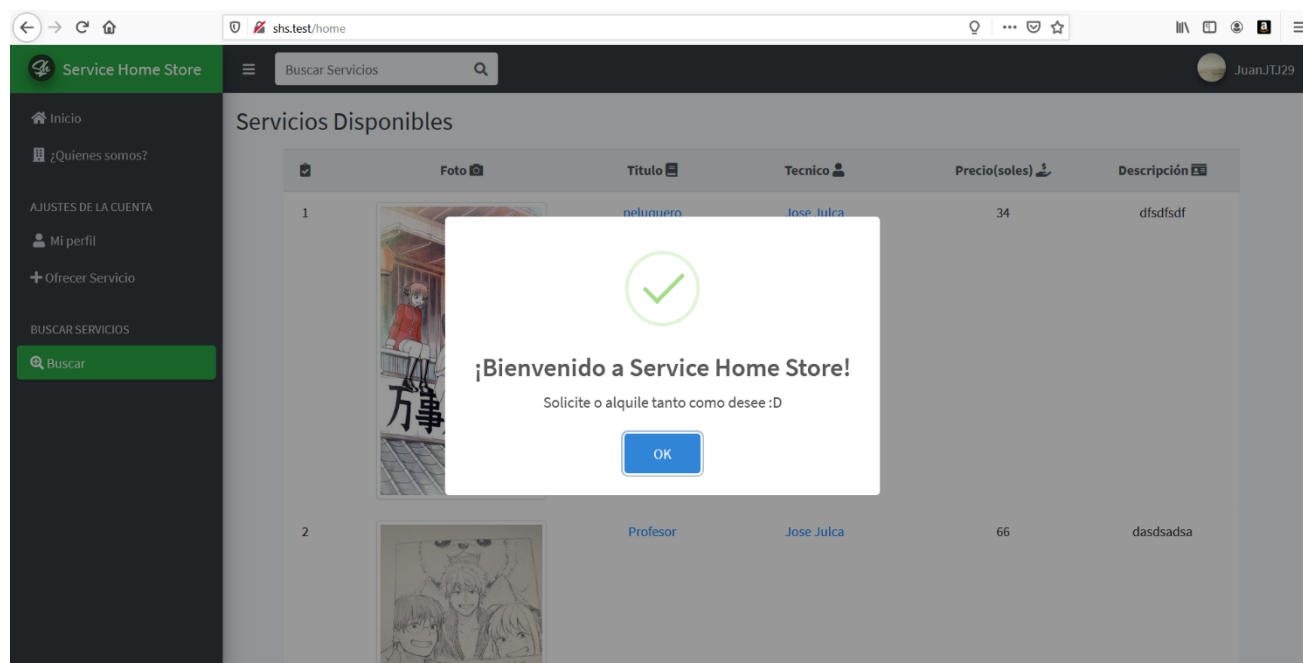 shs.test/home
Service Home Store
Buscar Servicios
JuanJTJ29
Inicio
¿Quienes somos?
AJUSTES DE LA CUENTA
Mi perfil
Ofrecer Servicio
BUSCAR SERVICIOS
Buscar
Servicios Disponibles
Foto Titulo Tecnico Precio(soles) Descripción
1 peluquero Jose Julca 34 dfsdfsdf
万事
¡Bienvenido a Service Home Store!
Solicite o alquile tanto como desee :D
OK
2 Profesor Jose Julca 66 dasdsadsa